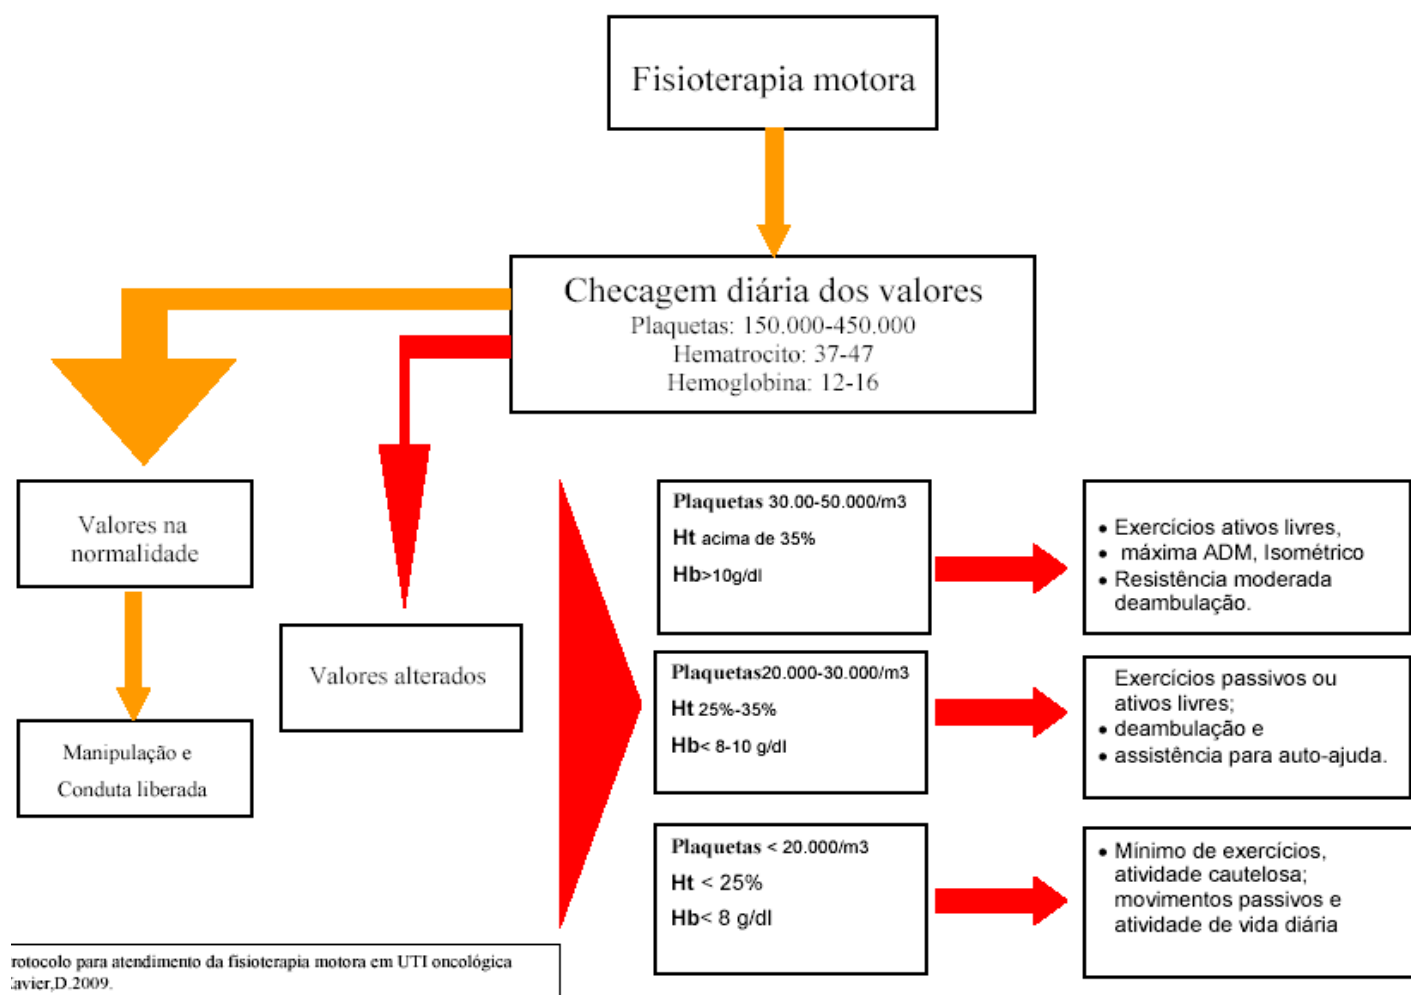 Fisioterapia motora
Checagem diária dos valores
Plaquetas: 150.000-450.000
Hematrocito: 37-47
Hemoglobina: 12-16
Valores na
normalidade
Manipulação e
Conduta liberada
Valores alterados
Plaquetas 30.00-50.000/m3
Ht acima de 35%
Hb>10g/dl
• Exercícios ativos livres,
• máxima ADM, Isométrico
• Resistência moderada
deambulação.
Plaquetas20.000-30.000/m3
Ht 25%-35%
Hb< 8-10 g/dl
Exercícios passivos ou
ativos livres;
• deambulação e
• assistência para auto-ajuda.
Plaquetas < 20.000/m3
Ht < 25%
Hb< 8 g/dl
• Mínimo de exercícios,
atividade cautelosa;
movimentos passivos e
atividade de vida diária
rotocolo para atendimento da fisioterapia motora em UTI oncológica
avier,D.2009.